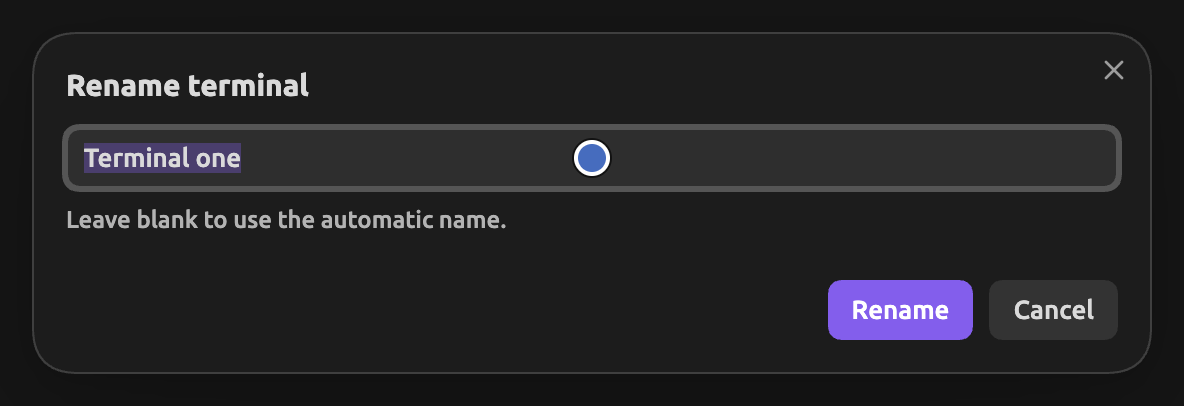 Rename terminal
Terminal one
Leave blank to use the automatic name.
Rename
Cancel